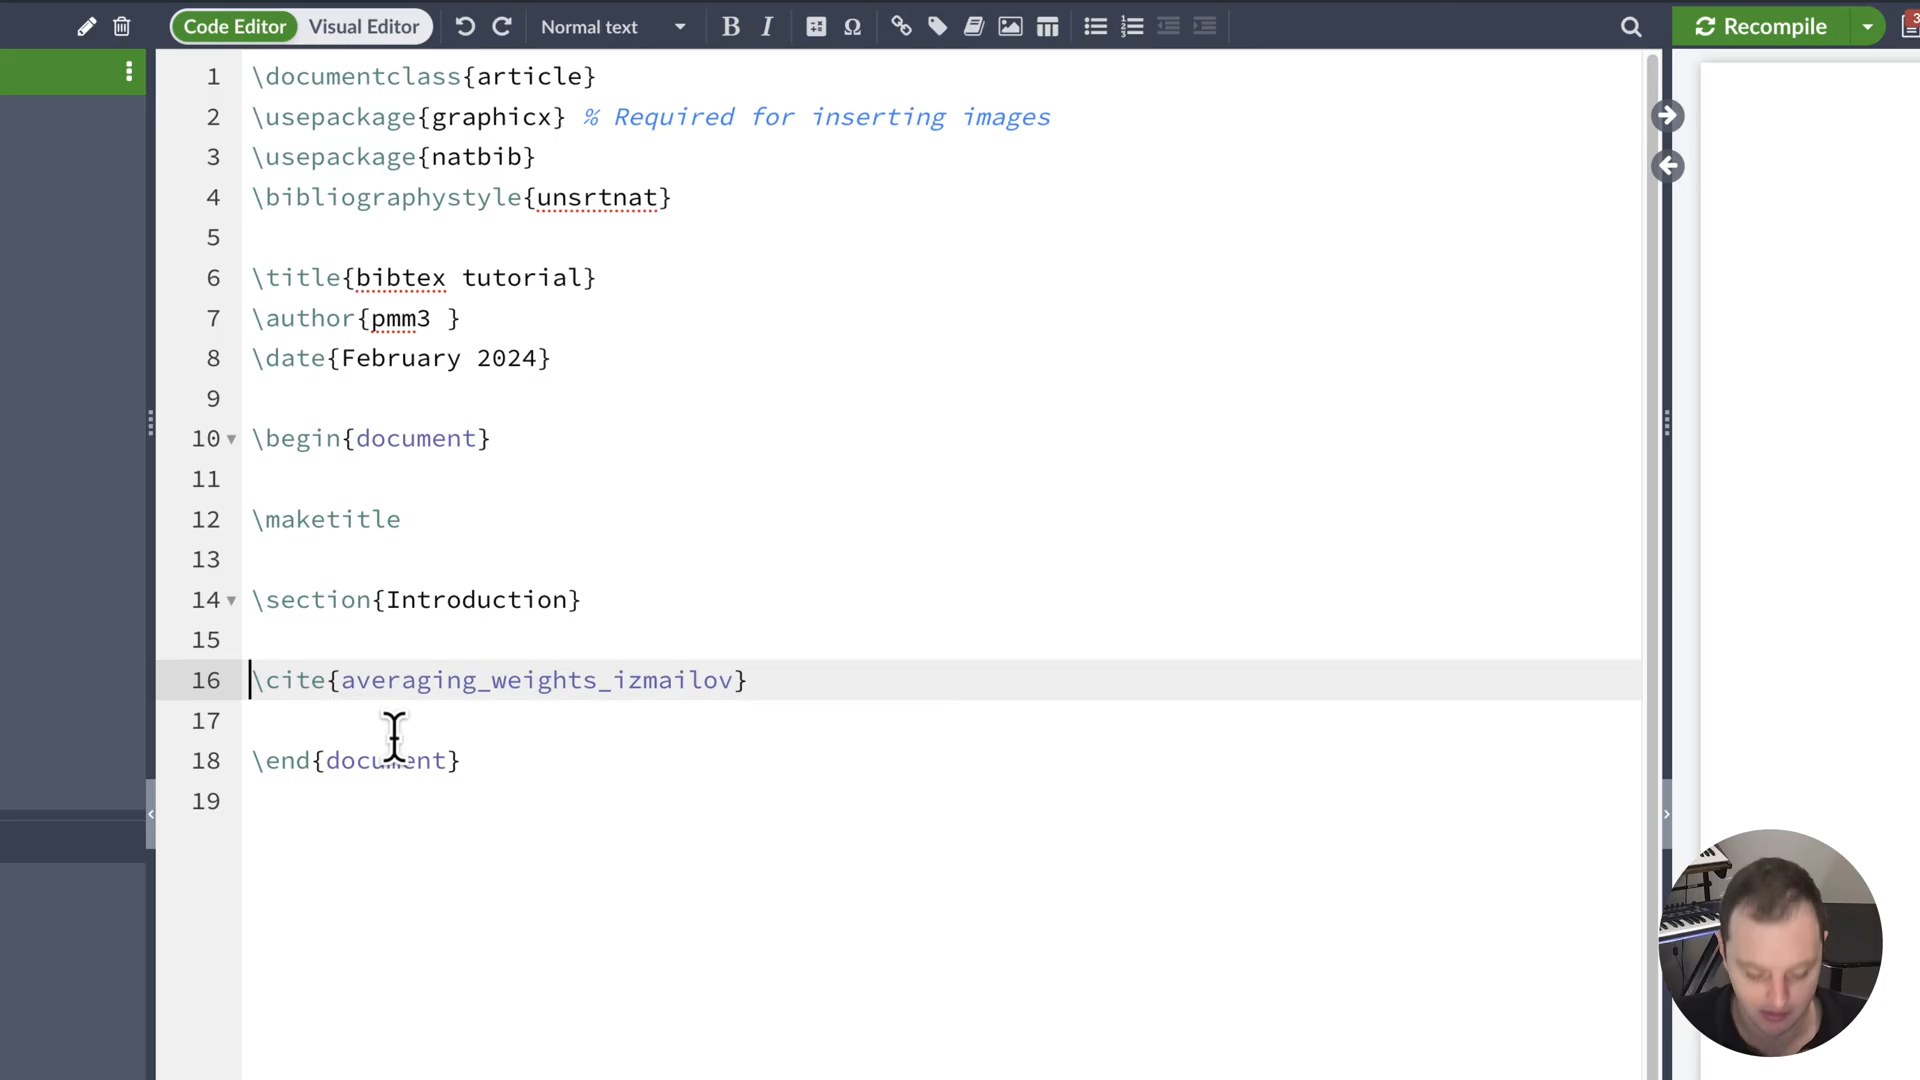 Code Editor Visual Editor Normal text B I Ω Recompile 3
1 \documentclass{article}
2 \usepackage{graphicx} % Required for inserting images
3 \usepackage{natbib}
4 \bibliographystyle{unsrtnat}
5
6 \title{bibtex tutorial}
7 \author{pmm3 }
8 \date{February 2024}
9
10 \begin{document}
11
12 \maketitle
13
14 \section{Introduction}
15
16 \cite{averaging_weights_izmailov}
17
18 \end{document}
19